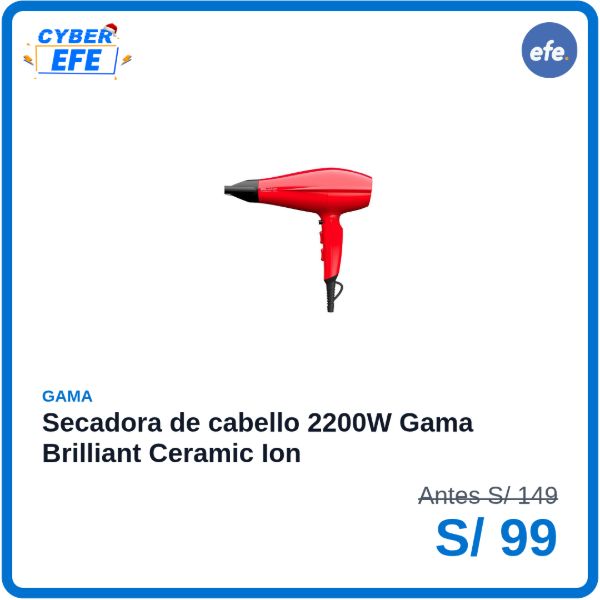 CYBER
EFE
efe.
GAMA
Secadora de cabello 2200W Gama
Brilliant Ceramic Ion
Antes S/ 149
S/ 99